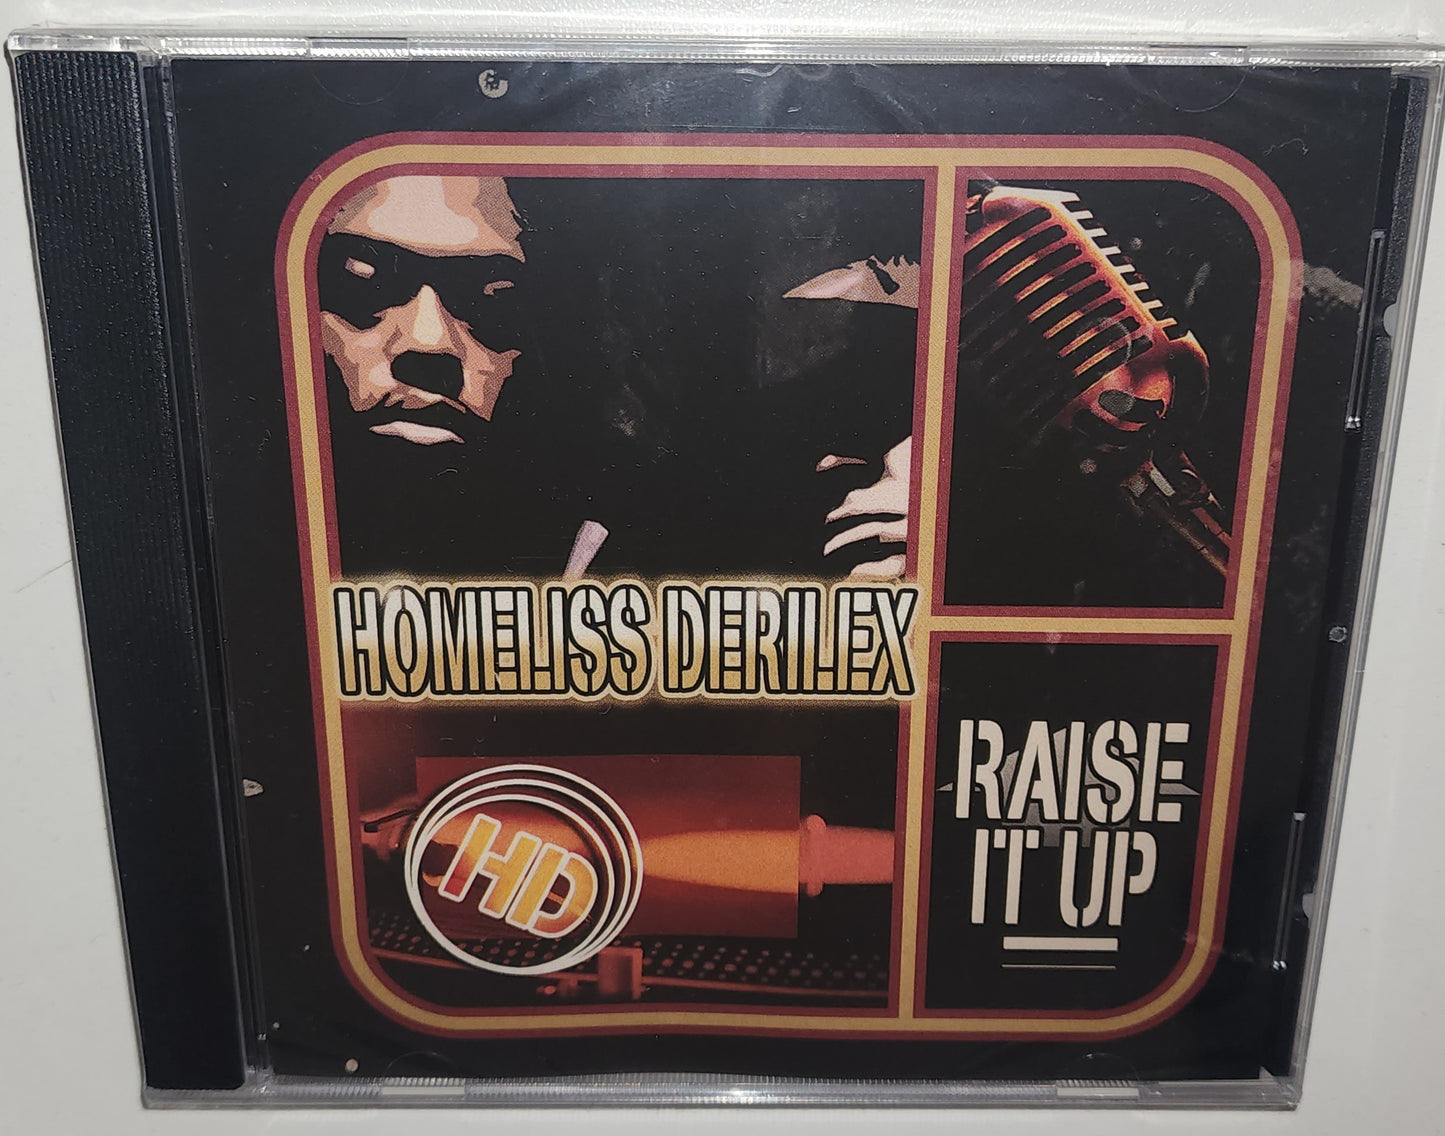 HOMELISS DERILEX
HD
RAISE
IT UP